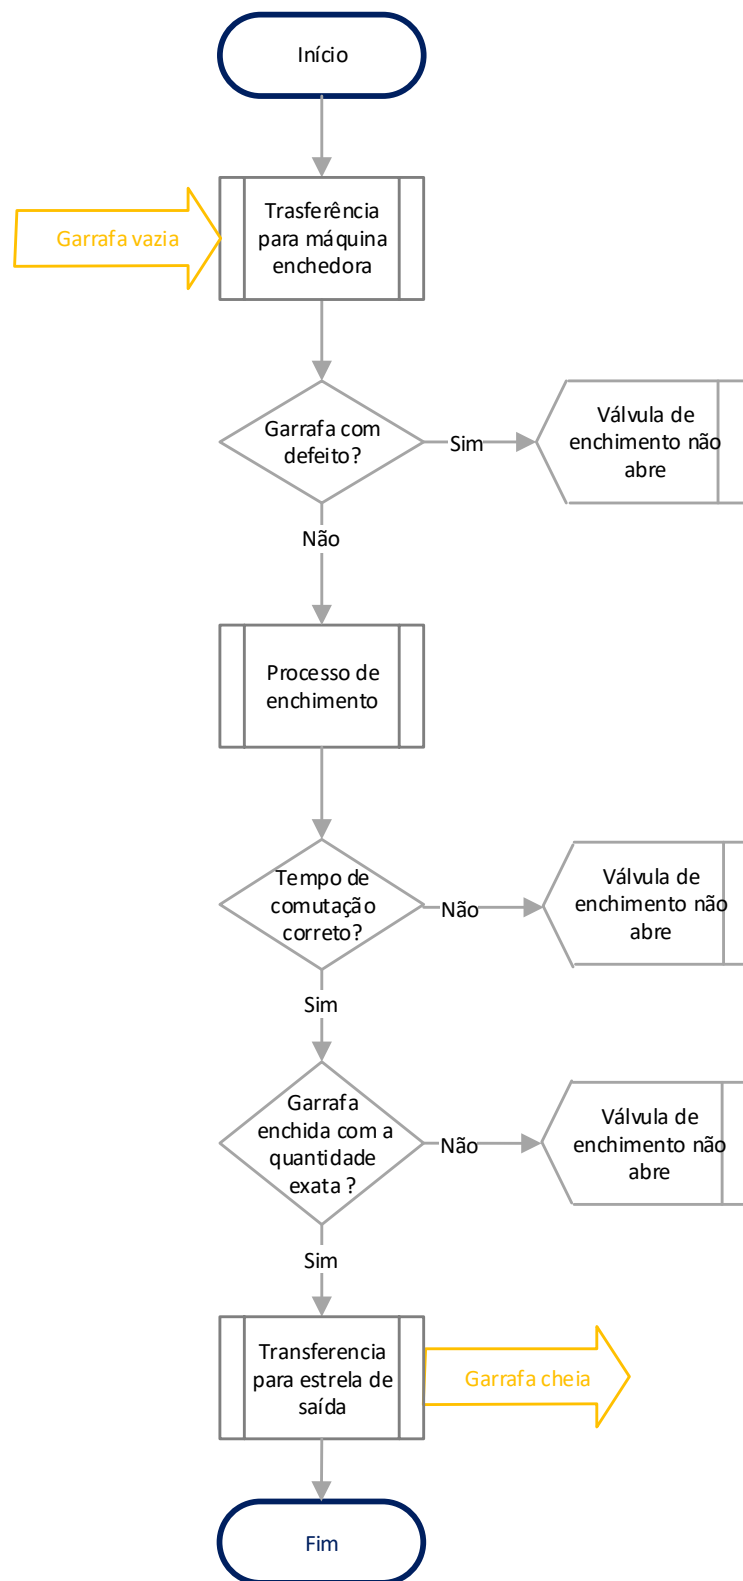 Início
Trasferência
para máquina
enchedora
Garrafa vazia
Garrafa com
defeito?
Sim
Válvula de
enchimento não
abre
Não
Processo de
enchimento
Tempo de
comutação
correto?
Não
Válvula de
enchimento não
abre
Sim
Garrafa
enchida com a
quantidade
exata ?
Não
Válvula de
enchimento não
abre
Sim
Transferencia
para estrela de
saída
Garrafa cheia
Fim